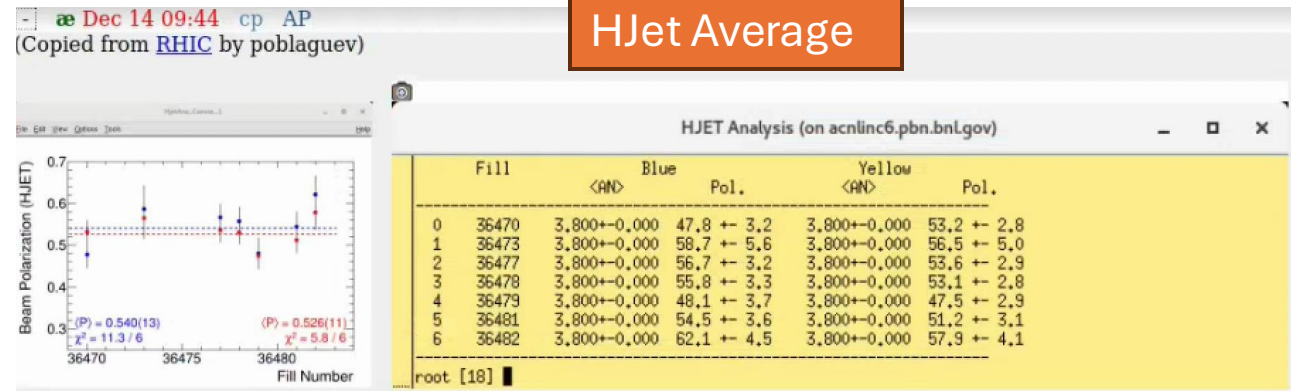 - æ Dec 14 09:44 cp AP
(Copied from RHIC by poblaguev)
HJet Average
File Edit View Options Tools Help
Beam Polarization (HJET)
0.7
0.6
0.5
0.4
0.3
⟨P⟩ = 0.540(13)
χ² = 11.3 / 6
⟨P⟩ = 0.526(11)
χ² = 5.8 / 6
36470 36475 36480
Fill Number
HJET Analysis (on acnlinc6.pbn.bnl.gov)
Fill Blue Yellow
<AN> Pol. <AN> Pol.
0 36470 3.800+-0.000 47.8 +- 3.2 3.800+-0.000 53.2 +- 2.8
1 36473 3.800+-0.000 58.7 +- 5.6 3.800+-0.000 56.5 +- 5.0
2 36477 3.800+-0.000 56.7 +- 3.2 3.800+-0.000 53.6 +- 2.9
3 36478 3.800+-0.000 55.8 +- 3.3 3.800+-0.000 53.1 +- 2.8
4 36479 3.800+-0.000 48.1 +- 3.7 3.800+-0.000 47.5 +- 2.9
5 36481 3.800+-0.000 54.5 +- 3.6 3.800+-0.000 51.2 +- 3.1
6 36482 3.800+-0.000 62.1 +- 4.5 3.800+-0.000 57.9 +- 4.1
root [18]